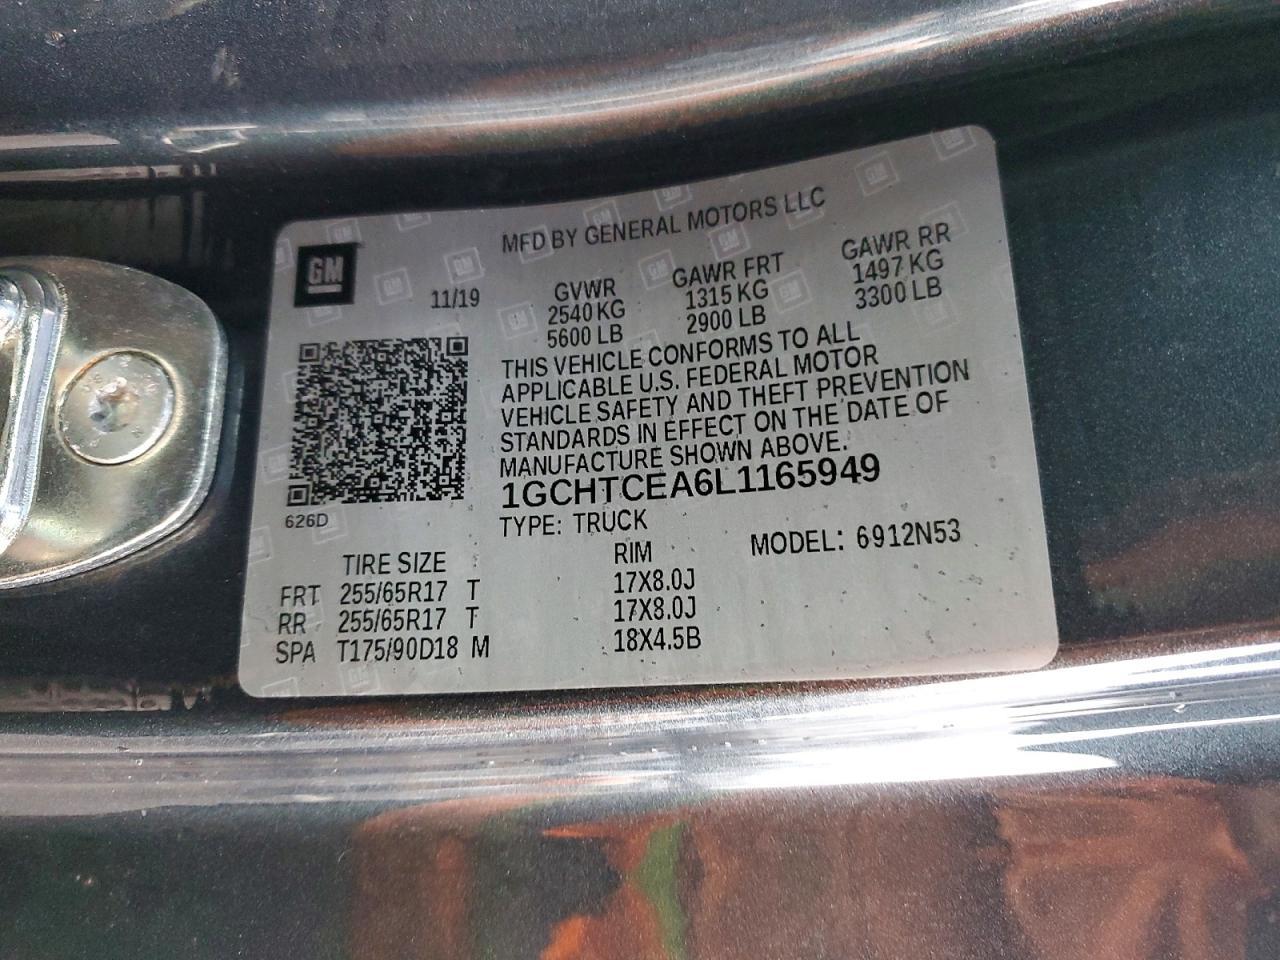 GM
MFD BY GENERAL MOTORS LLC
11/19
GVWR GAWR FRT GAWR RR
2540 KG 1315 KG 1497 KG
5600 LB 2900 LB 3300 LB
THIS VEHICLE CONFORMS TO ALL
APPLICABLE U.S. FEDERAL MOTOR
VEHICLE SAFETY AND THEFT PREVENTION
STANDARDS IN EFFECT ON THE DATE OF
MANUFACTURE SHOWN ABOVE.
1GCHTCEA6L1165949
626D
TYPE: TRUCK
MODEL: 6912N53
TIRE SIZE RIM
FRT 255/65R17 T 17X8.0J
RR 255/65R17 T 17X8.0J
SPA T175/90D18 M 18X4.5B